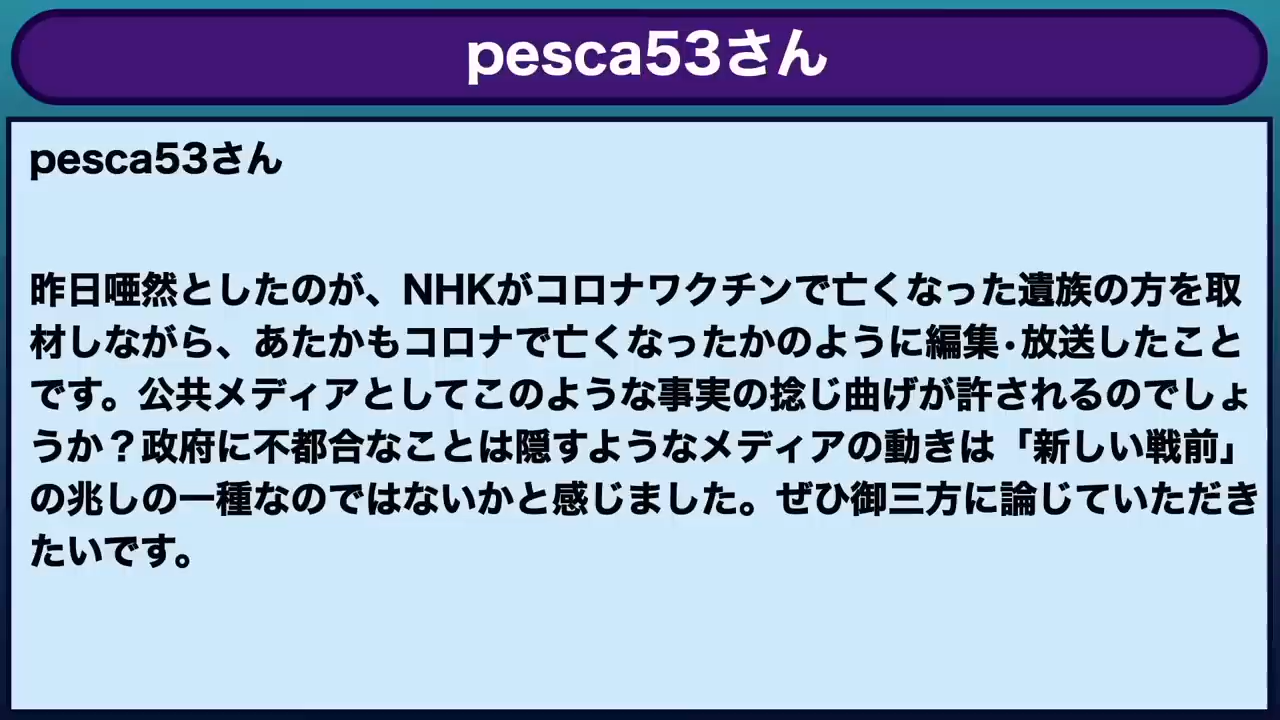 pesca53さん
pesca53さん
昨日唖然としたのが、NHKがコロナワクチンで亡くなった遺族の方を取
材しながら、あたかもコロナで亡くなったかのように編集･放送したこと
です。公共メディアとしてこのような事実の捻じ曲げが許されるのでしょ
うか？政府に不都合なことは隠すようなメディアの動きは「新しい戦前」
の兆しの一種なのではないかと感じました。ぜひ御三方に論じていただき
たいです。